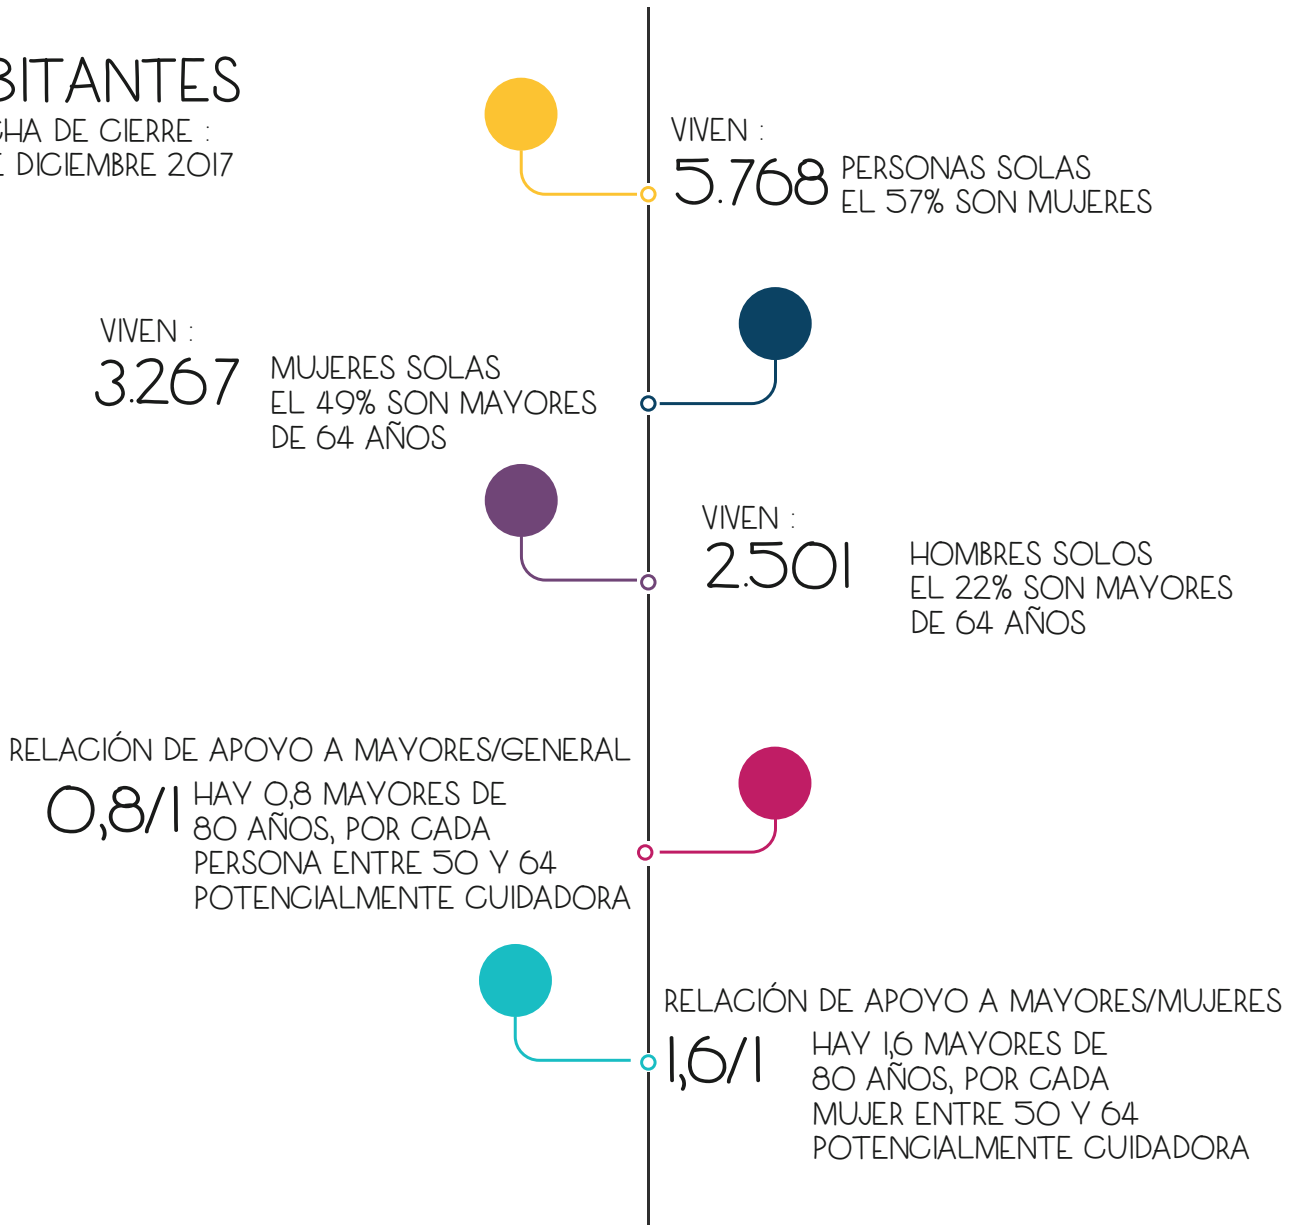 BITANTES
CHA DE CIERRE :
E DICIEMBRE 2017
VIVEN :
5.768
PERSONAS SOLAS
EL 57% SON MUJERES
VIVEN :
3.267
MUJERES SOLAS
EL 49% SON MAYORES
DE 64 AÑOS
VIVEN :
2.501
HOMBRES SOLOS
EL 22% SON MAYORES
DE 64 AÑOS
RELACIÓN DE APOYO A MAYORES/GENERAL
0,8/1
HAY 0,8 MAYORES DE
80 AÑOS, POR CADA
PERSONA ENTRE 50 Y 64
POTENCIALMENTE CUIDADORA
RELACIÓN DE APOYO A MAYORES/MUJERES
1,6/1
HAY 1,6 MAYORES DE
80 AÑOS, POR CADA
MUJER ENTRE 50 Y 64
POTENCIALMENTE CUIDADORA